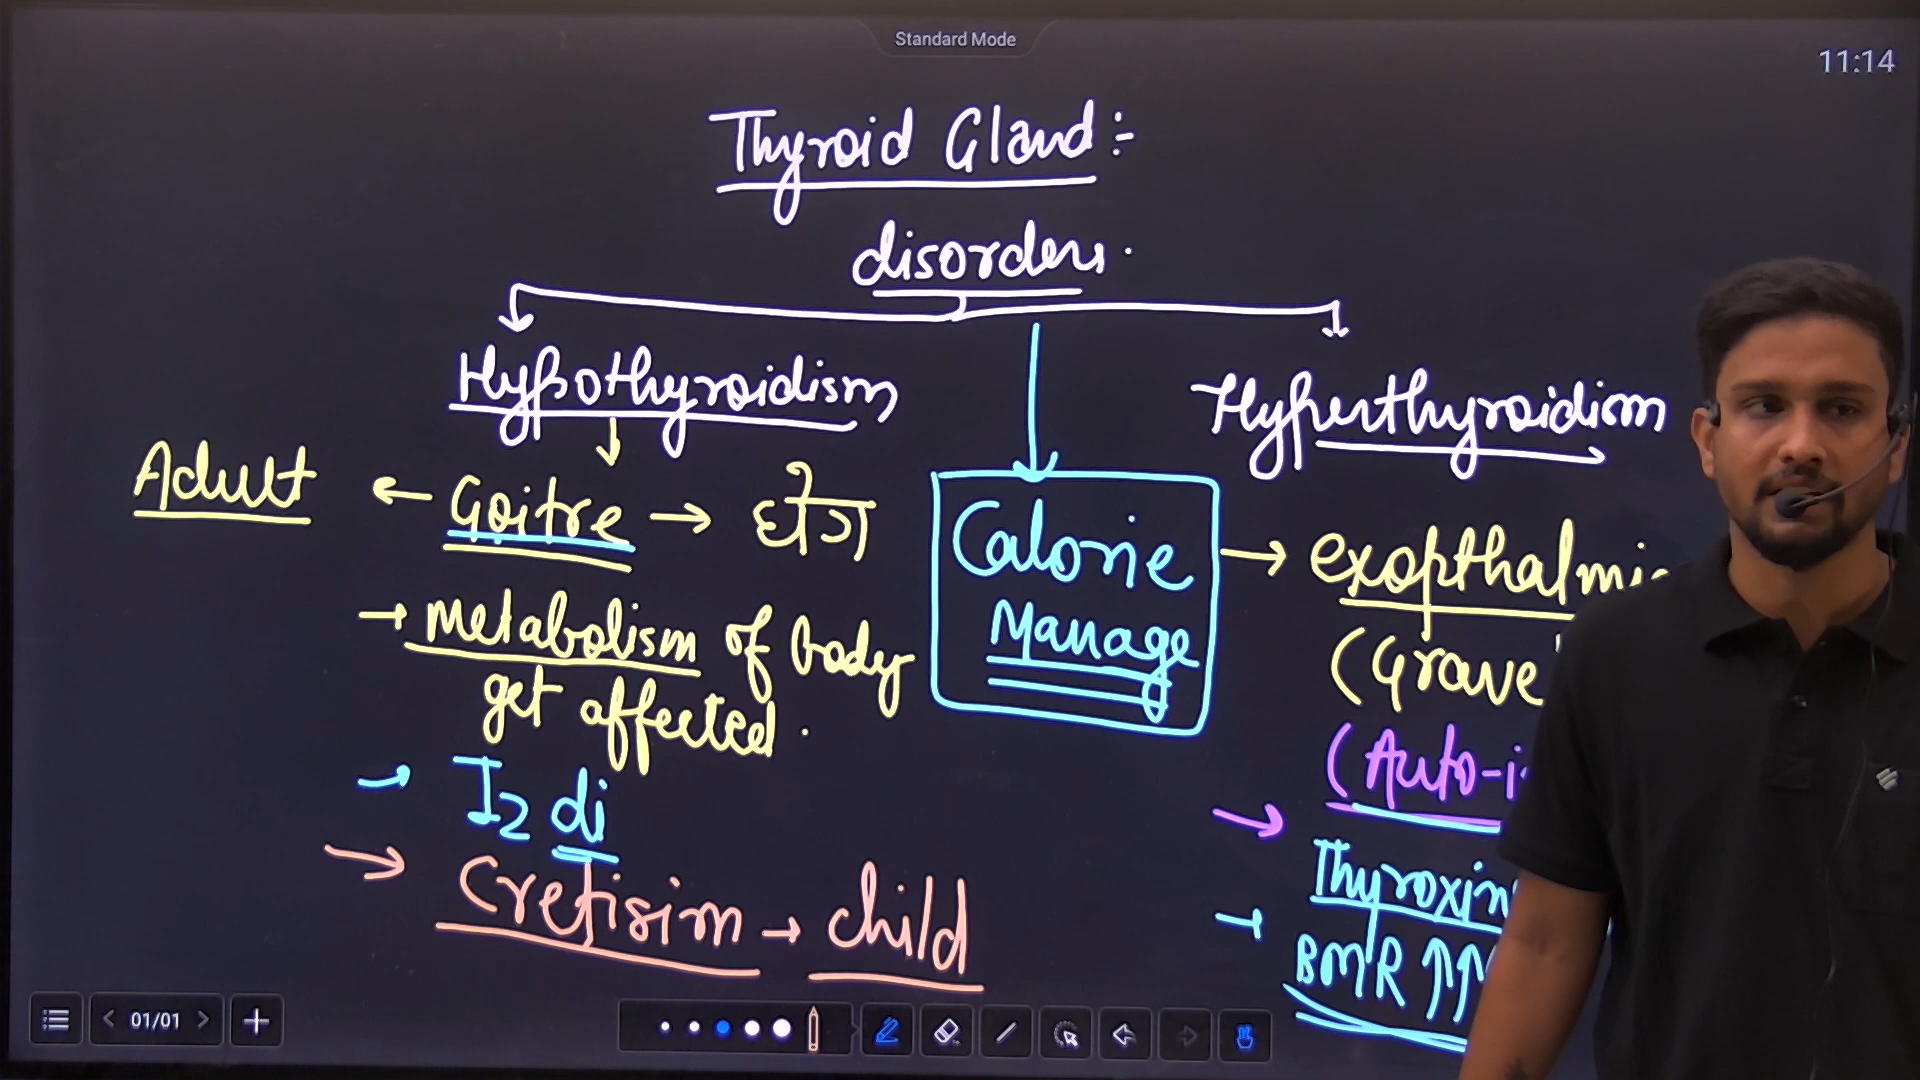 Standard Mode
11:14
Thyroid Gland :-
disorders.
Hypothyroidism
Hyperthyroidism
Adult ← Goitre → घेंग
Calorie
Manage
→ exopthalmic
→ Metabolism of body
get affected.
(Grave'
(Auto-i
→ I2 di
→ Cretisim → child
→ Thyroxin
→ BMR ↑↑
01/01